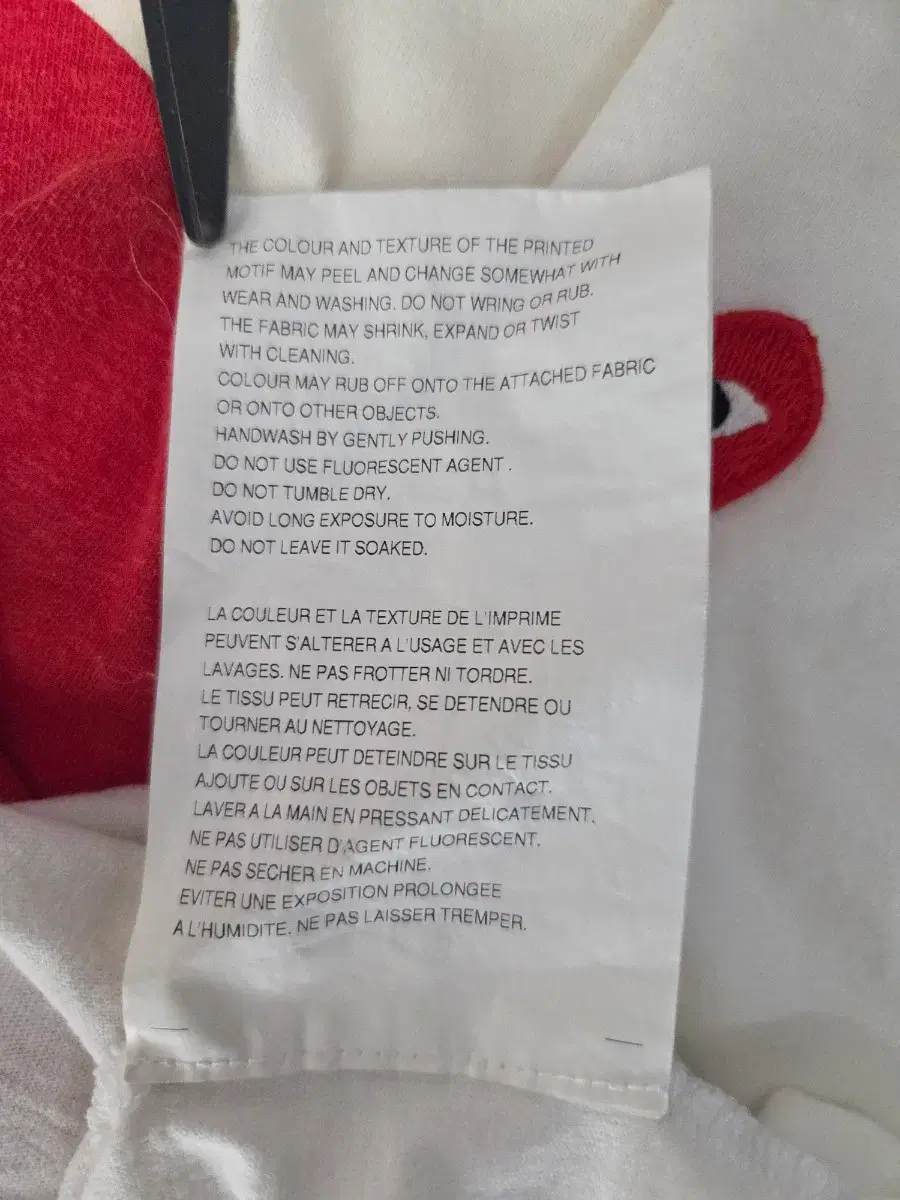 THE COLOUR AND TEXTURE OF THE PRINTED
MOTIF MAY PEEL AND CHANGE SOMEWHAT WITH
WEAR AND WASHING. DO NOT WRING OR RUB.
THE FABRIC MAY SHRINK, EXPAND OR TWIST
WITH CLEANING.
COLOUR MAY RUB OFF ONTO THE ATTACHED FABRIC
OR ONTO OTHER OBJECTS.
HANDWASH BY GENTLY PUSHING.
DO NOT USE FLUORESCENT AGENT .
DO NOT TUMBLE DRY.
AVOID LONG EXPOSURE TO MOISTURE.
DO NOT LEAVE IT SOAKED.
LA COULEUR ET LA TEXTURE DE L'IMPRIME
PEUVENT S'ALTERER A L'USAGE ET AVEC LES
LAVAGES. NE PAS FROTTER NI TORDRE.
LE TISSU PEUT RETRECIR, SE DETENDRE OU
TOURNER AU NETTOYAGE.
LA COULEUR PEUT DETEINDRE SUR LE TISSU
AJOUTE OU SUR LES OBJETS EN CONTACT.
LAVER A LA MAIN EN PRESSANT DELICATEMENT.
NE PAS UTILISER D'AGENT FLUORESCENT.
NE PAS SECHER EN MACHINE.
EVITER UNE EXPOSITION PROLONGEE
A L'HUMIDITE. NE PAS LAISSER TREMPER.